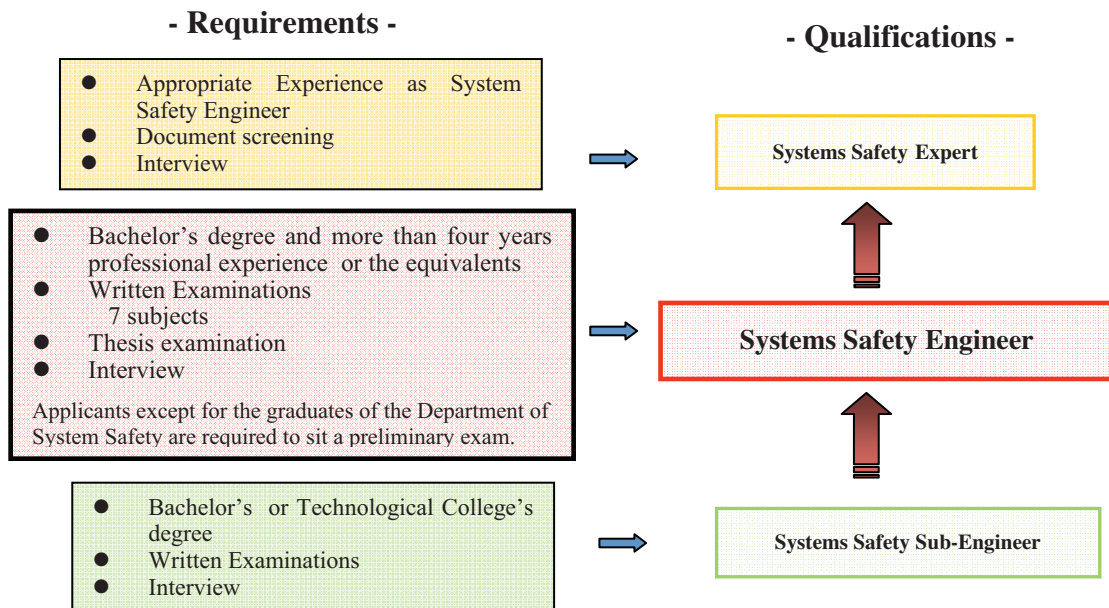 - Requirements -
- Qualifications -
● Appropriate Experience as System
Safety Engineer
● Document screening
● Interview
Systems Safety Expert
● Bachelor's degree and more than four years
professional experience or the equivalents
● Written Examinations
7 subjects
● Thesis examination
● Interview
Applicants except for the graduates of the Department of
System Safety are required to sit a preliminary exam.
Systems Safety Engineer
● Bachelor's or Technological College's
degree
● Written Examinations
● Interview
Systems Safety Sub-Engineer